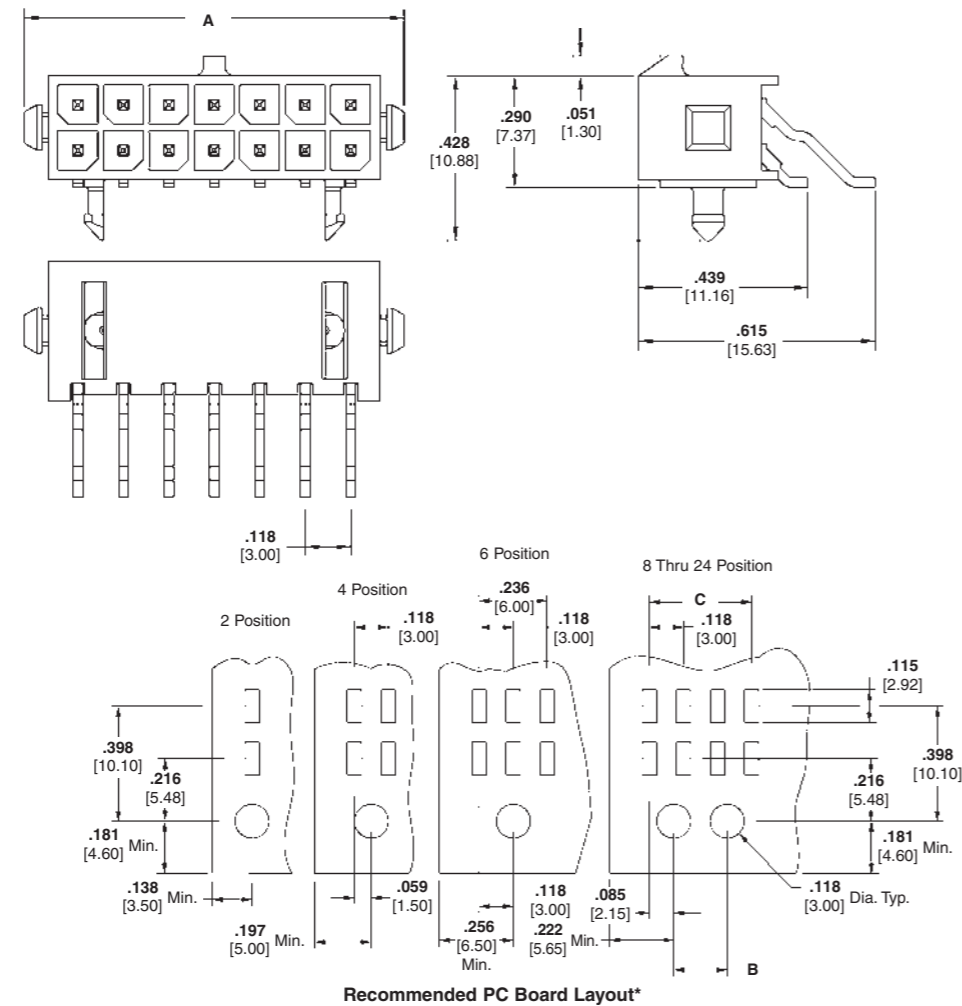 A
.428
[10.88]
.290
[7.37]
.051
[1.30]
.439
[11.16]
.615
[15.63]
.118
[3.00]
2 Position
4 Position
6 Position
8 Thru 24 Position
.118
[3.00]
.236
[6.00]
.118
[3.00]
C
.118
[3.00]
.115
[2.92]
.398
[10.10]
.216
[5.48]
.181
[4.60] Min.
.138
[3.50] Min.
.197
[5.00] Min.
.059
[1.50]
.118
[3.00]
.256
[6.50]
Min.
.085
[2.15]
.222
[5.65] Min.
B
.118
[3.00] Dia. Typ.
.398
[10.10]
.216
[5.48]
.181
[4.60] Min.
Recommended PC Board Layout*